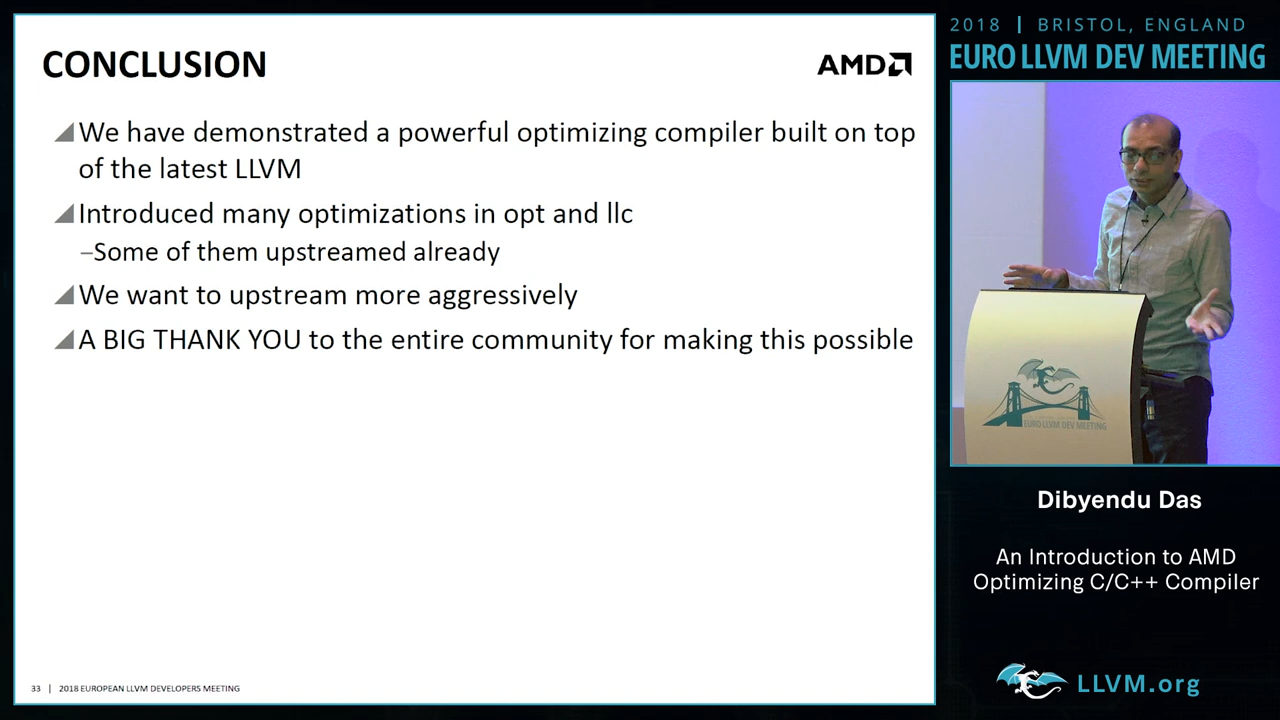 CONCLUSION
AMD
We have demonstrated a powerful optimizing compiler built on top
of the latest LLVM
Introduced many optimizations in opt and llc
–Some of them upstreamed already
We want to upstream more aggressively
A BIG THANK YOU to the entire community for making this possible
33 | 2018 EUROPEAN LLVM DEVELOPERS MEETING
2018 | BRISTOL, ENGLAND
EURO LLVM DEV MEETING
EURO LLVM DEV MEETING
Dibyendu Das
An Introduction to AMD
Optimizing C/C++ Compiler
LLVM.org